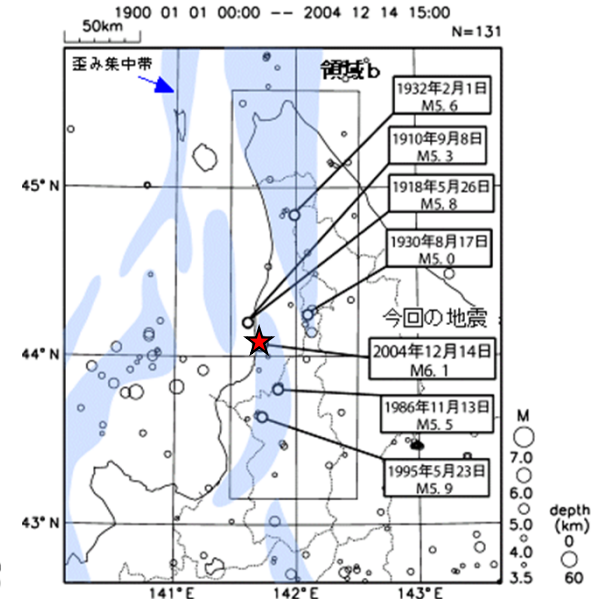 1900 01 01 00:00 -- 2004 12 14 15:00
50km
N=131
歪み集中帯
領域b
1932年2月1日
M5.6
1910年9月8日
M5.3
1918年5月26日
M5.8
1930年8月17日
M5.0
今回の地震
2004年12月14日
M6.1
1986年11月13日
M5.5
1995年5月23日
M5.9
45°N
44°N
43°N
141°E
142°E
143°E
M
7.0
6.0
5.0
4.0
3.5
depth
(km)
0
60